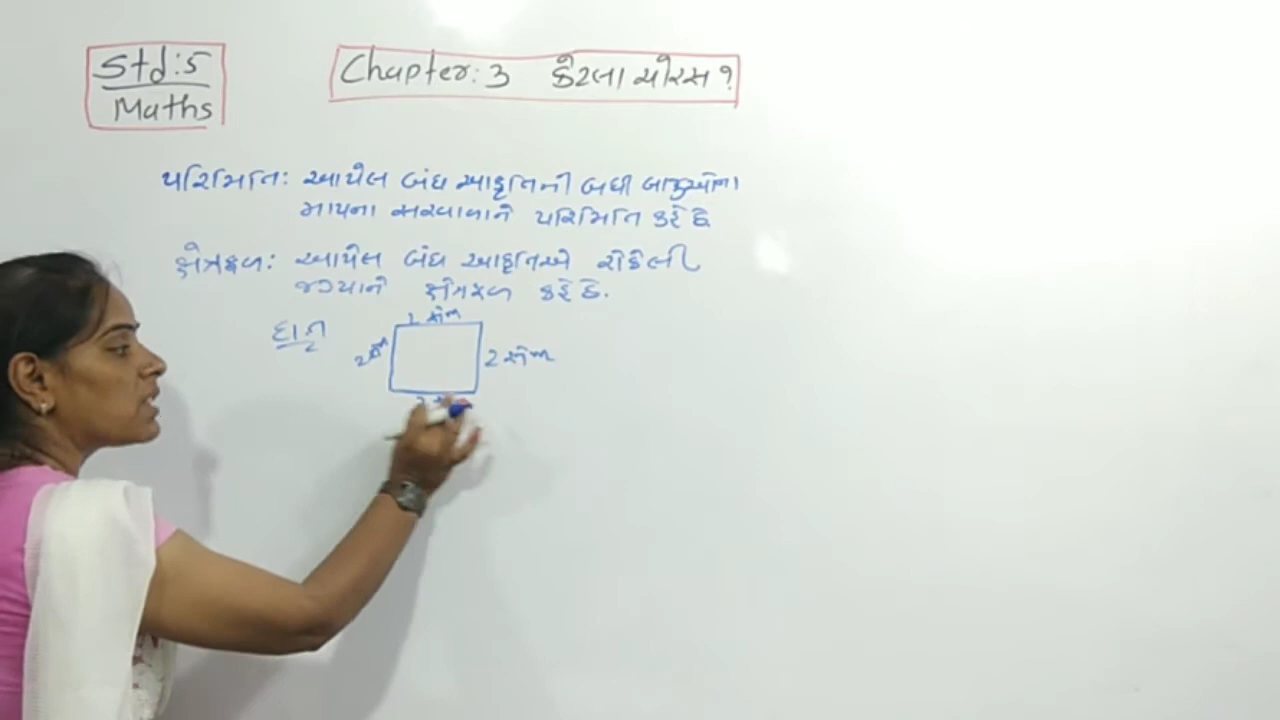 Std:5
Maths
Chapter: 3 કેટલા ચોરસ ?
પરિમિતિ: આપેલ બંધ આકૃતિની બધી બાજુઓના
માપના સરવાળાને પરિમિતિ કહે છે
ક્ષેત્રફળ: આપેલ બંધ આકૃતિએ રોકેલી
જગ્યાને ક્ષેત્રફળ કહે છે.
2 સેમી
2 સેમી
2 સેમી